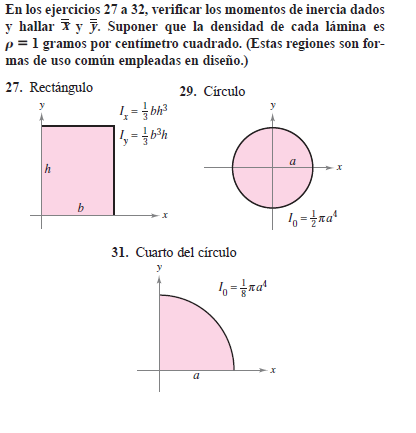 En los ejercicios 27 a 32, verificar los momentos de inercia dados
y hallar x̿ y y̿. Suponer que la densidad de cada lámina es
ρ = 1 gramos por centímetro cuadrado. (Estas regiones son for-
mas de uso común empleadas en diseño.)
27. Rectángulo
y
I_x = 1/3 bh³
I_y = 1/3 b³h
h
b
x
29. Círculo
y
a
x
I_0 = 1/2 πa⁴
31. Cuarto del círculo
y
I_0 = 1/8 πa⁴
a
x